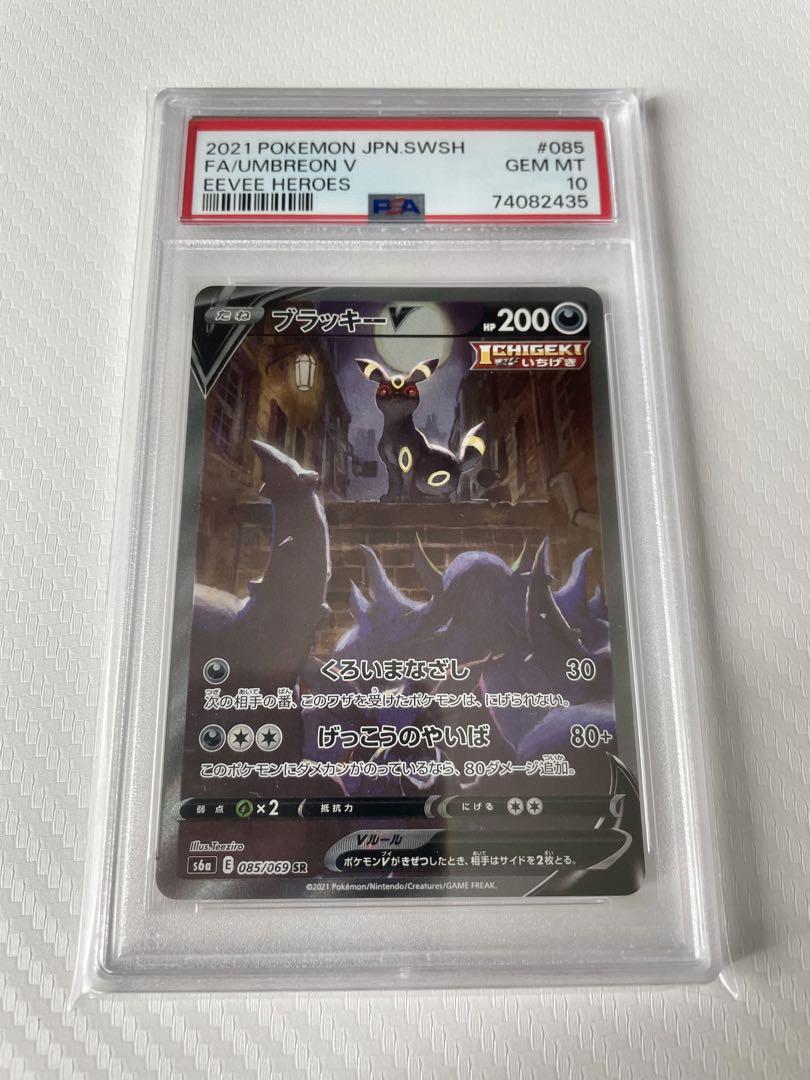 2021 POKEMON JPN.SWSH #085
FA/UMBREON V GEM MT
EEVEE HEROES 10
PSA 74082435
たね ブラッキーV HP 200
ICHIGEKI
いちげき
くろいまなざし 30
次の相手の番、このワザを受けたポケモンは、にげられない。
げっこうのやいば 80+
このポケモンにダメカンがのっているなら、80ダメージ追加。
弱点 ×2 抵抗力 にげる
Vルール
ポケモンVがきぜつしたとき、相手はサイドを2枚とる。
Illus.Teeziro
s6a E 085/069 SR
©2021 Pokémon/Nintendo/Creatures/GAME FREAK.